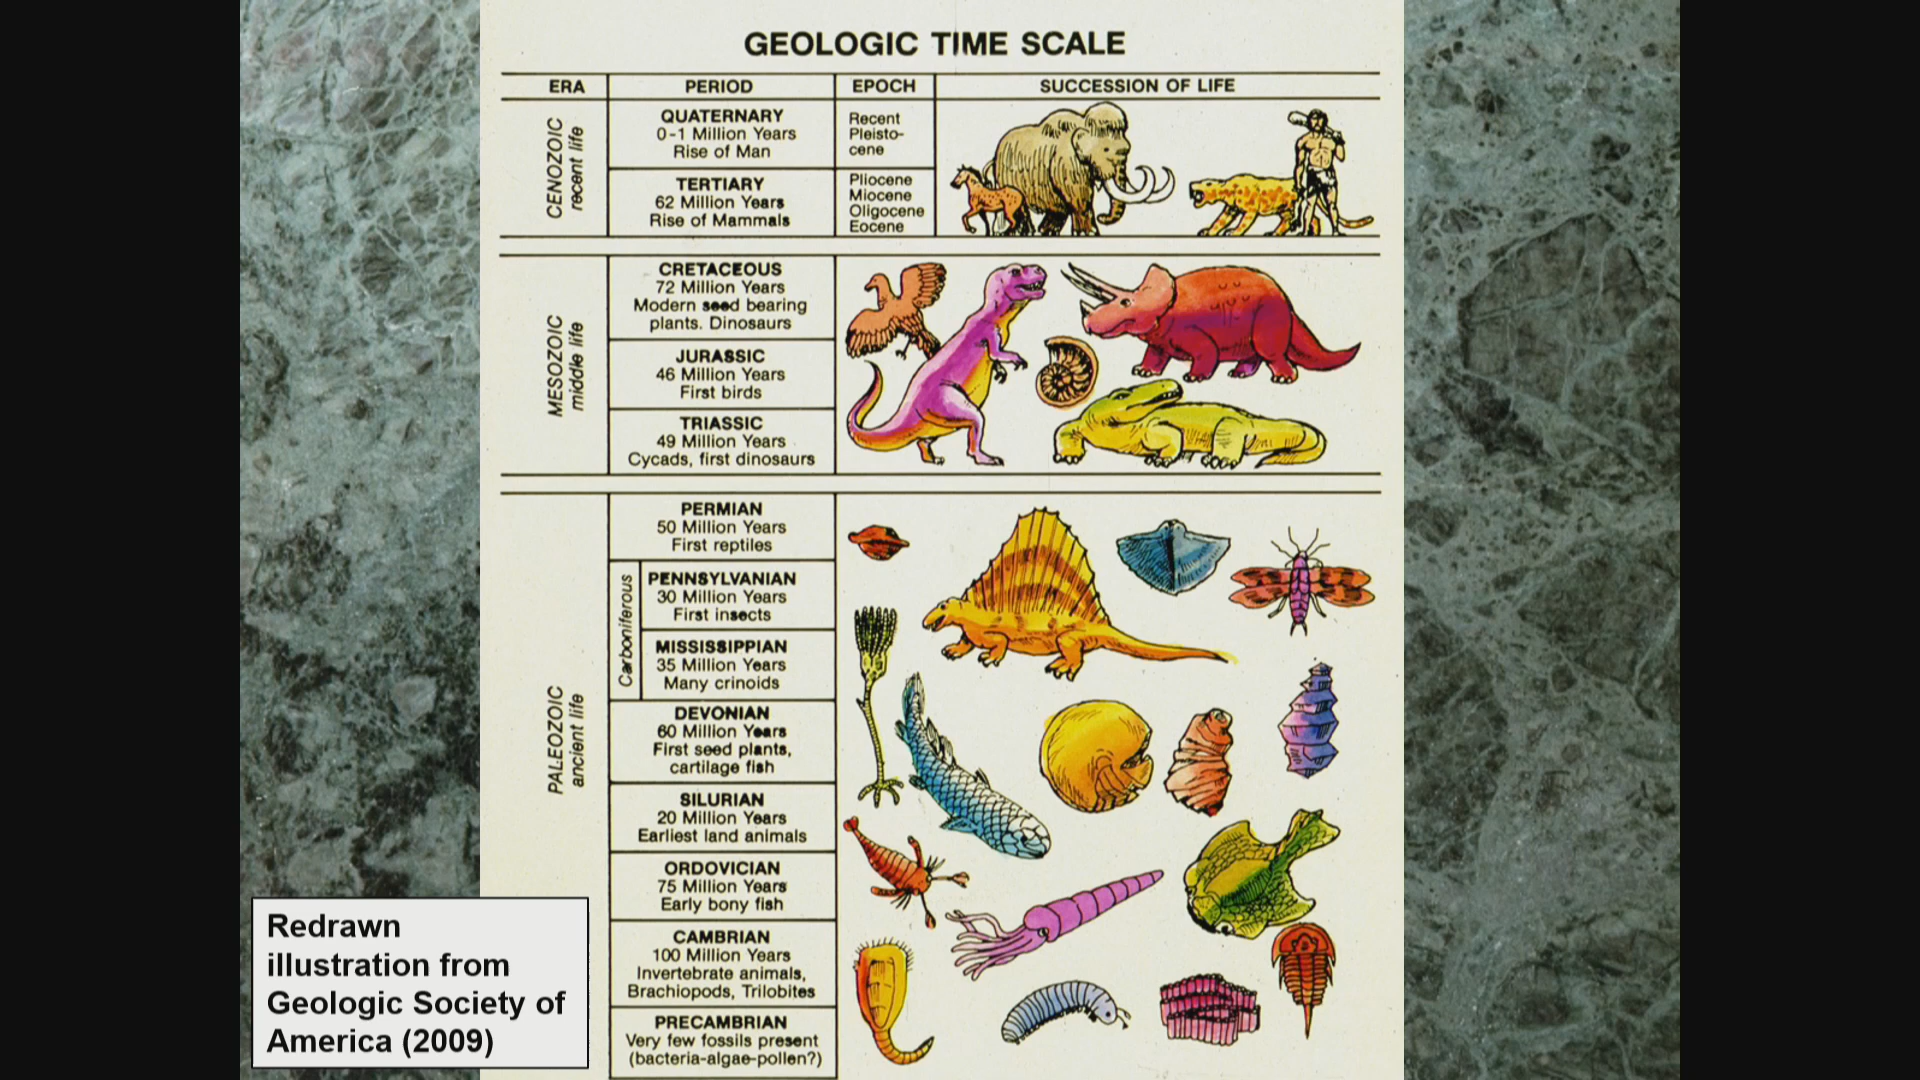 GEOLOGIC TIME SCALE
ERA
PERIOD
EPOCH
SUCCESSION OF LIFE
CENOZOIC
recent life
QUATERNARY
0-1 Million Years
Rise of Man
Recent
Pleisto-
cene
TERTIARY
62 Million Years
Rise of Mammals
Pliocene
Miocene
Oligocene
Eocene
MESOZOIC
middle life
CRETACEOUS
72 Million Years
Modern seed bearing
plants. Dinosaurs
JURASSIC
46 Million Years
First birds
TRIASSIC
49 Million Years
Cycads, first dinosaurs
PALEOZOIC
ancient life
PERMIAN
50 Million Years
First reptiles
Carboniferous
PENNSYLVANIAN
30 Million Years
First insects
MISSISSIPPIAN
35 Million Years
Many crinoids
DEVONIAN
60 Million Years
First seed plants,
cartilage fish
SILURIAN
20 Million Years
Earliest land animals
ORDOVICIAN
75 Million Years
Early bony fish
CAMBRIAN
100 Million Years
Invertebrate animals,
Brachiopods, Trilobites
PRECAMBRIAN
Very few fossils present
(bacteria-algae-pollen?)
Redrawn
illustration from
Geologic Society of
America (2009)